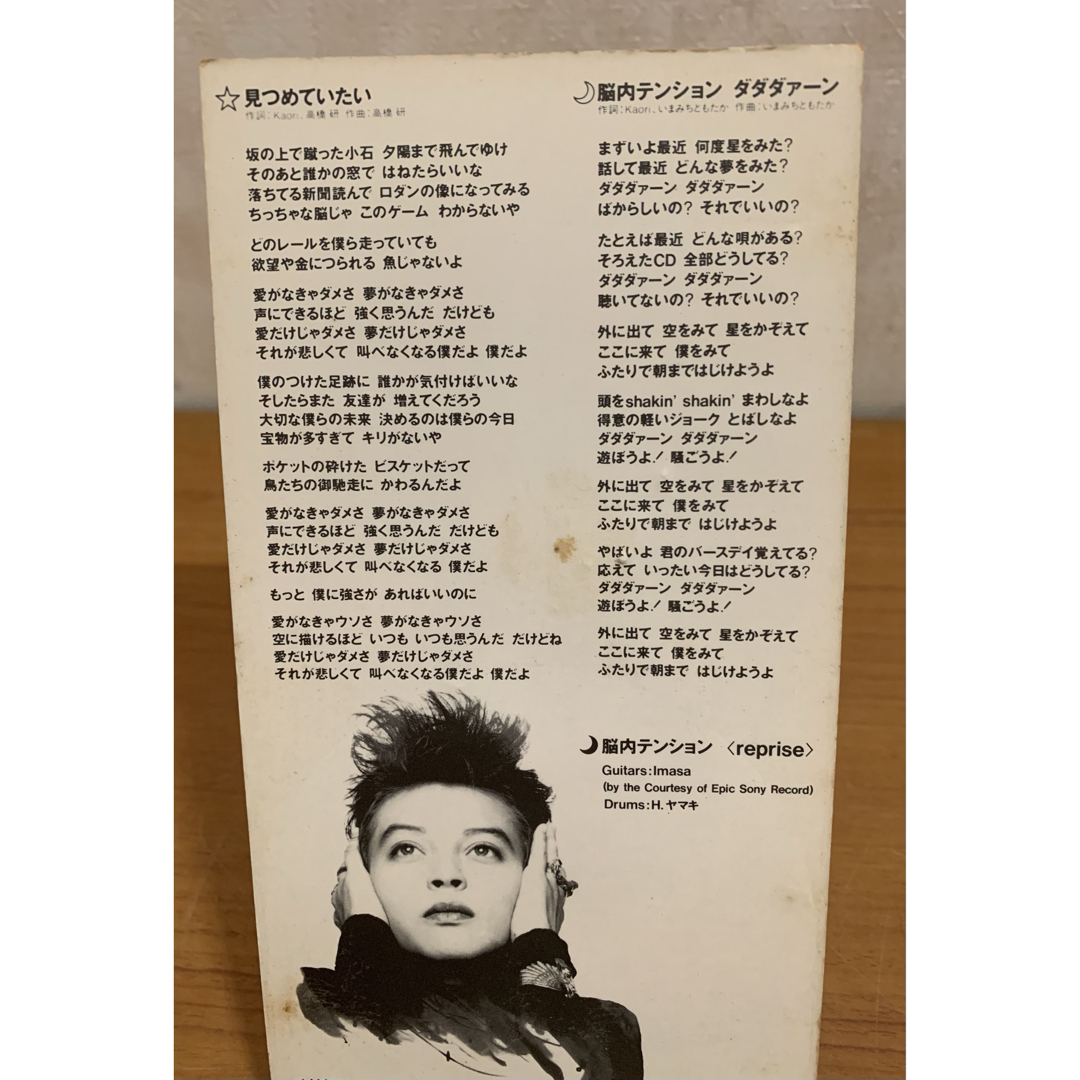 ☆見つめていたい
作詞：Kaori、高橋 研 作曲：高橋 研
坂の上で蹴った小石 夕陽まで飛んでゆけ
そのあと誰かの窓で はねたらいいな
落ちてる新聞読んで ロダンの像になってみる
ちっちゃな脳じゃ このゲーム わからないや
どのレールを僕ら走っていても
欲望や金につられる 魚じゃないよ
愛がなきゃダメさ 夢がなきゃダメさ
声にできるほど 強く思うんだ だけども
愛だけじゃダメさ 夢だけじゃダメさ
それが悲しくて 叫べなくなる僕だよ 僕だよ
僕のつけた足跡に 誰かが気付けばいいな
そしたらまた 友達が 増えてくだろう
大切な僕らの未来 決めるのは僕らの今日
宝物が多すぎて キリがないや
ポケットの砕けた ビスケットだって
鳥たちの御馳走に かわるんだよ
愛がなきゃダメさ 夢がなきゃダメさ
声にできるほど 強く思うんだ だけども
愛だけじゃダメさ 夢だけじゃダメさ
それが悲しくて 叫べなくなる 僕だよ
もっと 僕に強さが あればいいのに
愛がなきゃウソさ 夢がなきゃウソさ
空に描けるほど いつも いつも思うんだ だけどね
愛だけじゃダメさ 夢だけじゃダメさ
それが悲しくて 叫べなくなる僕だよ 僕だよ
脳内テンション ダダダァーン
作詞：Kaori、いまみちともたか 作曲：いまみちともたか
まずいよ最近 何度星をみた？
話して最近 どんな夢をみた？
ダダダァーン ダダダァーン
ばからしいの？ それでいいの？
たとえば最近 どんな唄がある？
そろえたCD 全部どうしてる？
ダダダァーン ダダダァーン
聴いてないの？ それでいいの？
外に出て 空をみて 星をかぞえて
ここに来て 僕をみて
ふたりで朝まではじけようよ
頭をshakin' shakin' まわしなよ
得意の軽いジョーク とばしなよ
ダダダァーン ダダダァーン
遊ぼうよ！ 騒ごうよ！
外に出て 空をみて 星をかぞえて
ここに来て 僕をみて
ふたりで朝まで はじけようよ
やばいよ 君のバースデイ覚えてる？
応えて いったい今日はどうしてる？
ダダダァーン ダダダァーン
遊ぼうよ！ 騒ごうよ！
外に出て 空をみて 星をかぞえて
ここに来て 僕をみて
ふたりで朝まで はじけようよ
脳内テンション 〈reprise〉
Guitars:Imasa
(by the Courtesy of Epic Sony Record)
Drums:H.ヤマキ